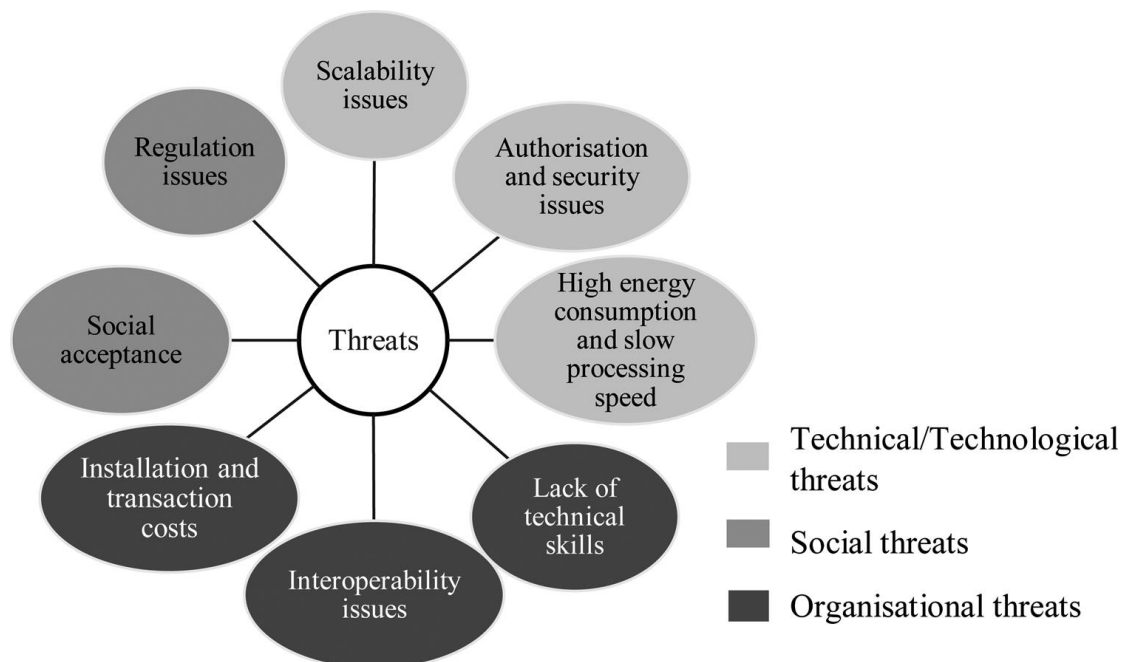 Scalability
issues
Regulation
issues
Authorisation
and security
issues
High energy
consumption
and slow
processing
speed
Social
acceptance
Threats
Installation and
transaction
costs
Lack of
technical
skills
Interoperability
issues
Technical/Technological
threats
Social threats
Organisational threats